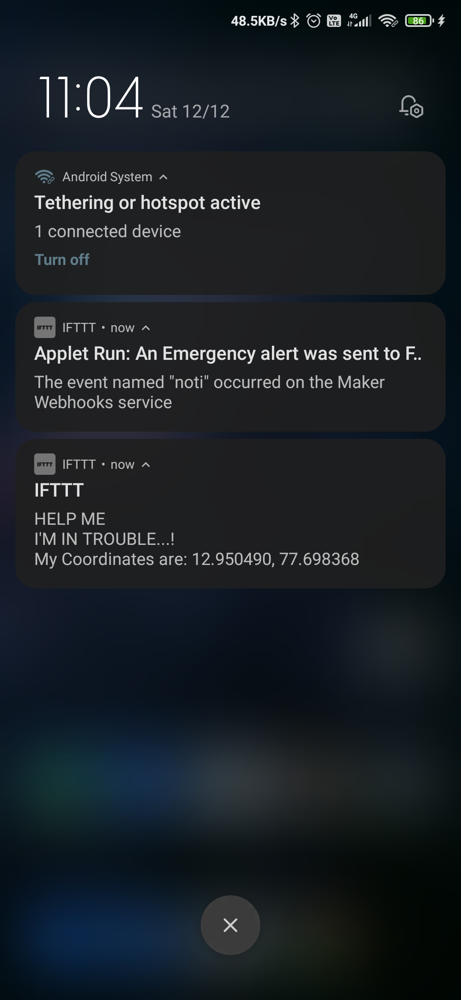 48.5KB/s Vo LTE 4G 86
11:04 Sat 12/12
Android System
Tethering or hotspot active
1 connected device
Turn off
IFTTT IFTTT • now
Applet Run: An Emergency alert was sent to F..
The event named "noti" occurred on the Maker
Webhooks service
IFTTT IFTTT • now
IFTTT
HELP ME
I'M IN TROUBLE...!
My Coordinates are: 12.950490, 77.698368